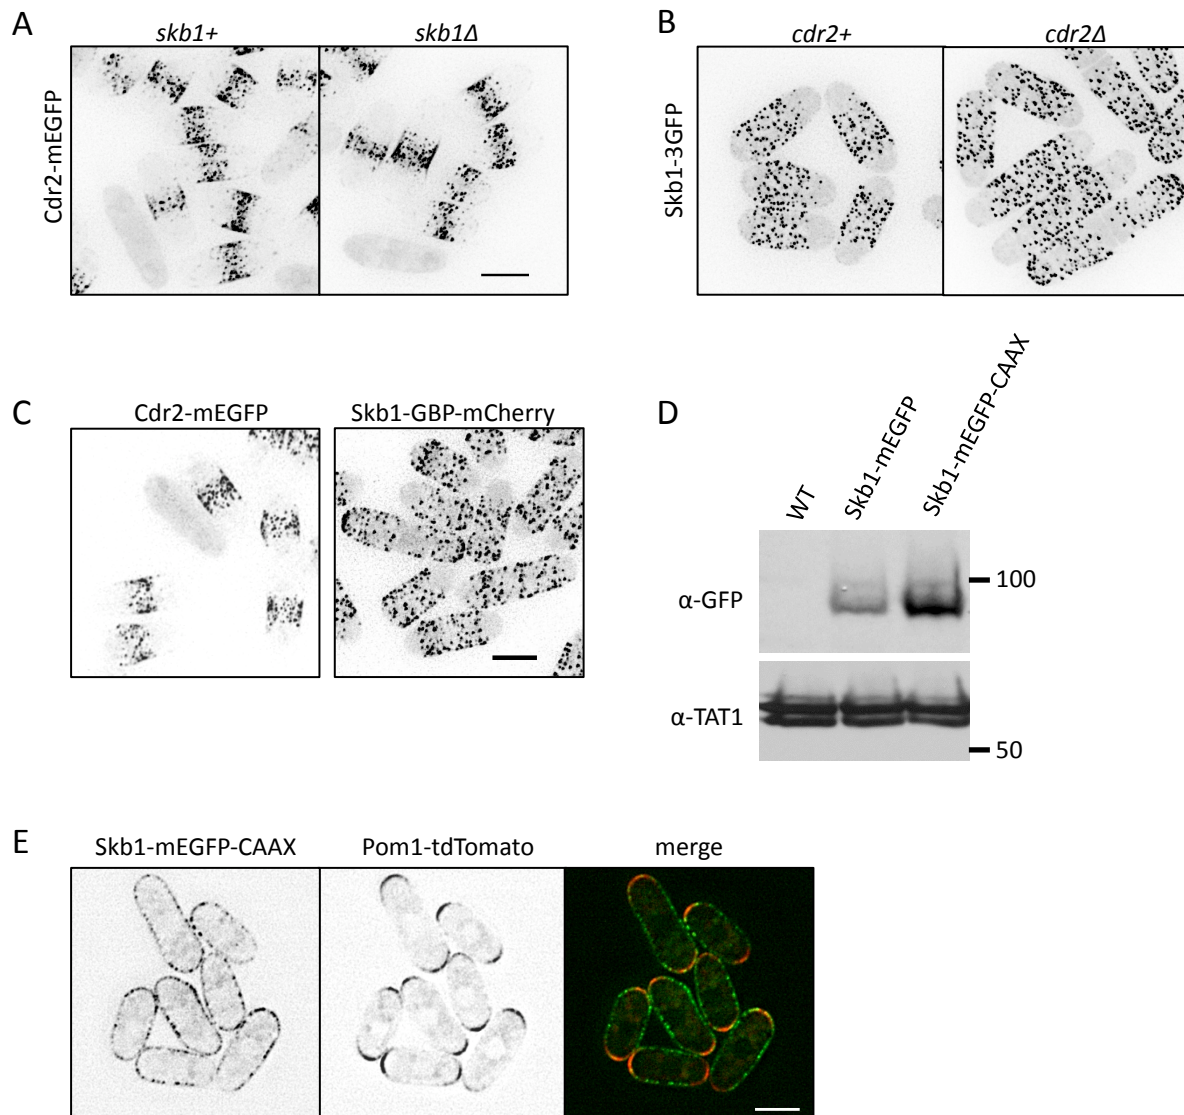 A
skb1+
skb1Δ
Cdr2-mEGFP
B
cdr2+
cdr2Δ
Skb1-3GFP
C
Cdr2-mEGFP
Skb1-GBP-mCherry
D
WT
Skb1-mEGFP
Skb1-mEGFP-CAAX
α-GFP
100
α-TAT1
50
E
Skb1-mEGFP-CAAX
Pom1-tdTomato
merge